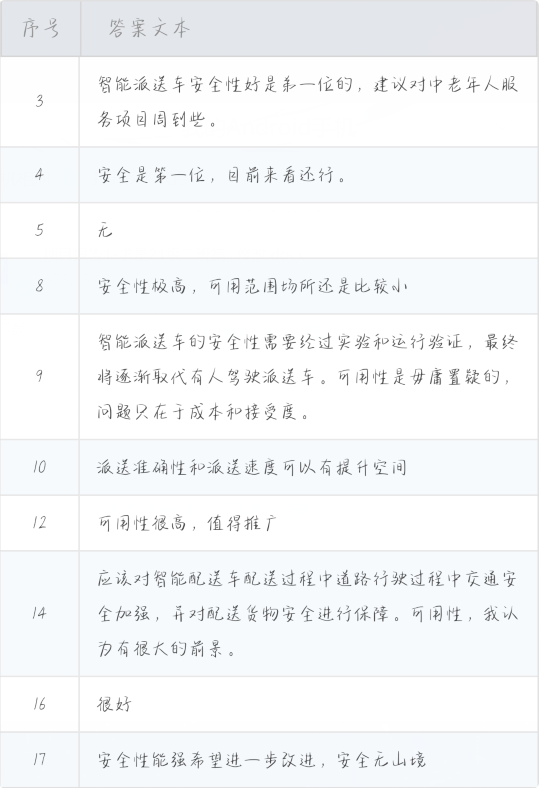 序号 答案文本
3 智能派送车安全性好是第一位的，建议对中老年人服
务项目周到些。
4 安全是第一位，目前来看还行。
5 无
8 安全性极高，可用范围场所还是比较小
9 智能派送车的安全性需要经过实验和运行验证，最终
将逐渐取代有人驾驶派送车。可用性是毋庸置疑的，
问题只在于成本和接受度。
10 派送准确性和派送速度可以有提升空间
12 可用性很高，值得推广
14 应该对智能配送车配送过程中道路行驶过程中交通安
全加强，并对配送货物安全进行保障。可用性，我认
为有很大的前景。
16 很好
17 安全性能强希望进一步改进，安全无山境